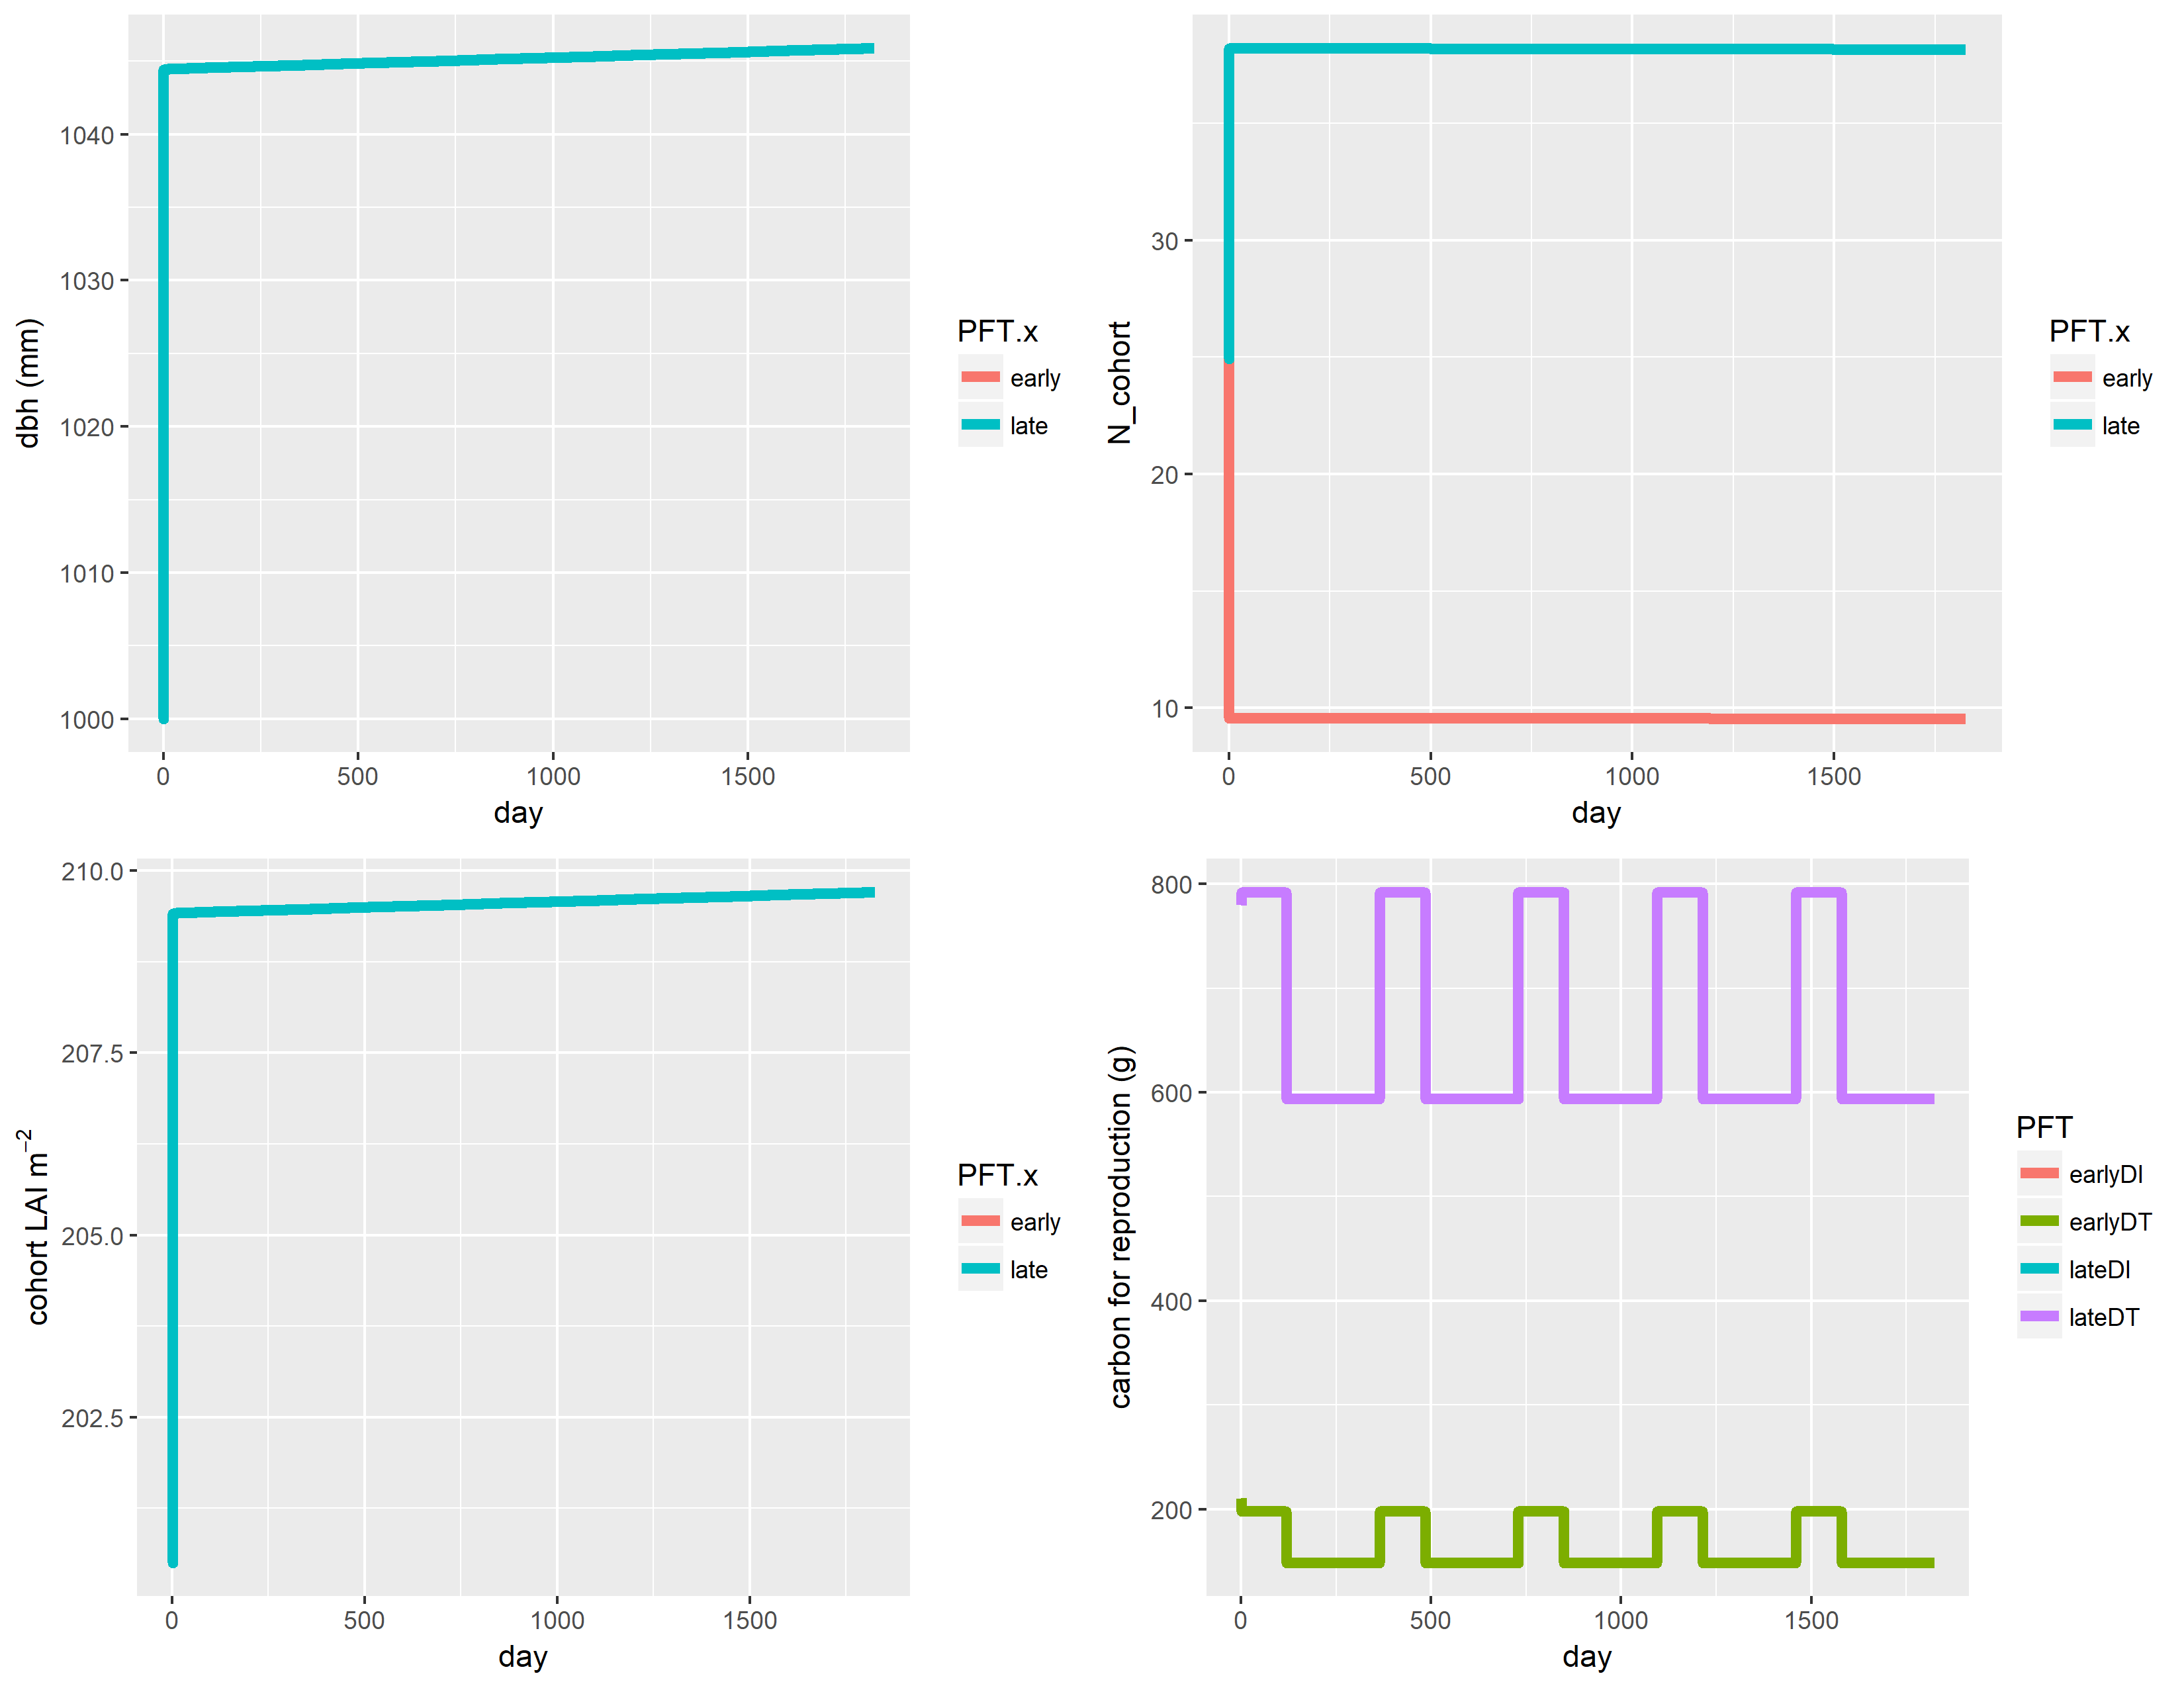 dbh (mm)
1040
1030
1020
1010
1000
0 500 1000 1500
day
PFT.x
early
late
N_cohort
30
20
10
0 500 1000 1500
day
PFT.x
early
late
cohort LAI m⁻²
210.0
207.5
205.0
202.5
0 500 1000 1500
day
PFT.x
early
late
carbon for reproduction (g)
800
600
400
200
0 500 1000 1500
day
PFT
earlyDI
earlyDT
lateDI
lateDT